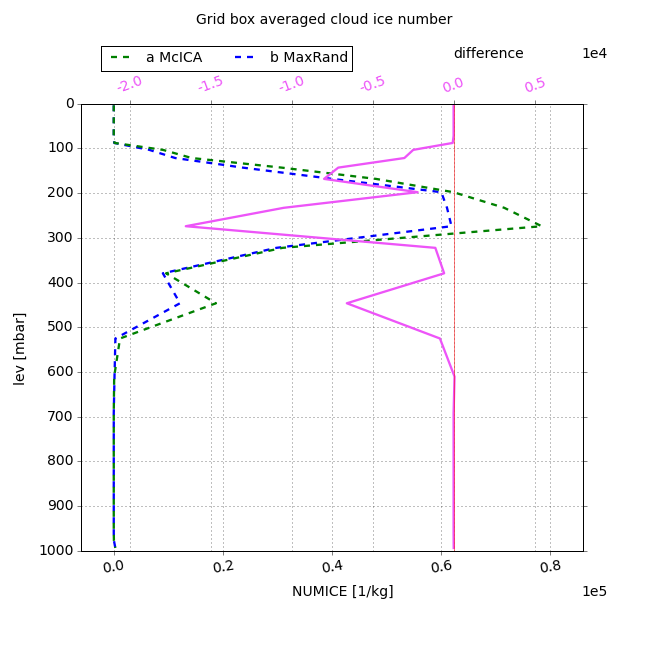 Grid box averaged cloud ice number
a McICA b MaxRand
difference 1e4
-2.0 -1.5 -1.0 -0.5 0.0 0.5
0
100
200
300
400
500
600
700
800
900
1000
lev [mbar]
0.0 0.2 0.4 0.6 0.8
NUMICE [1/kg] 1e5